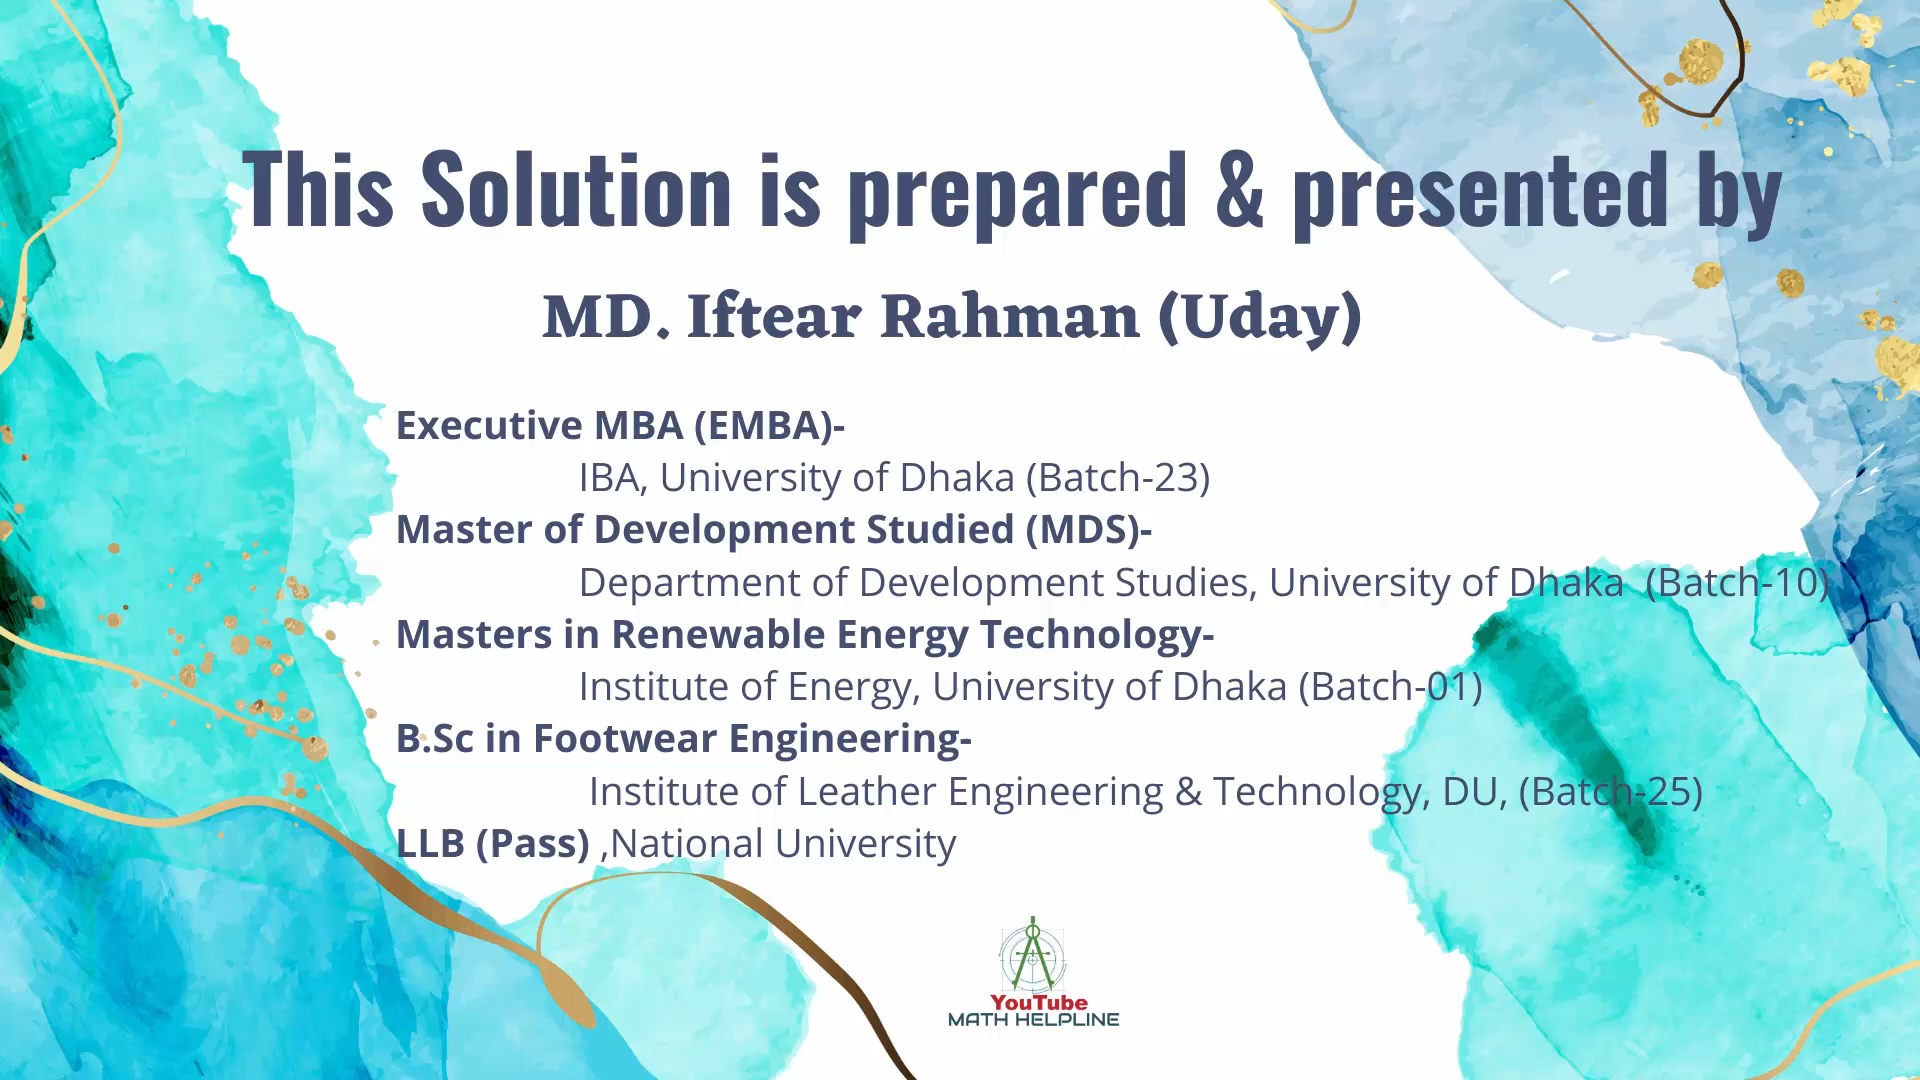 This Solution is prepared & presented by
MD. Iftear Rahman (Uday)
Executive MBA (EMBA)-
IBA, University of Dhaka (Batch-23)
Master of Development Studied (MDS)-
Department of Development Studies, University of Dhaka (Batch-10)
Masters in Renewable Energy Technology-
Institute of Energy, University of Dhaka (Batch-01)
B.Sc in Footwear Engineering-
Institute of Leather Engineering & Technology, DU, (Batch-25)
LLB (Pass) ,National University
YouTube
MATH HELPLINE